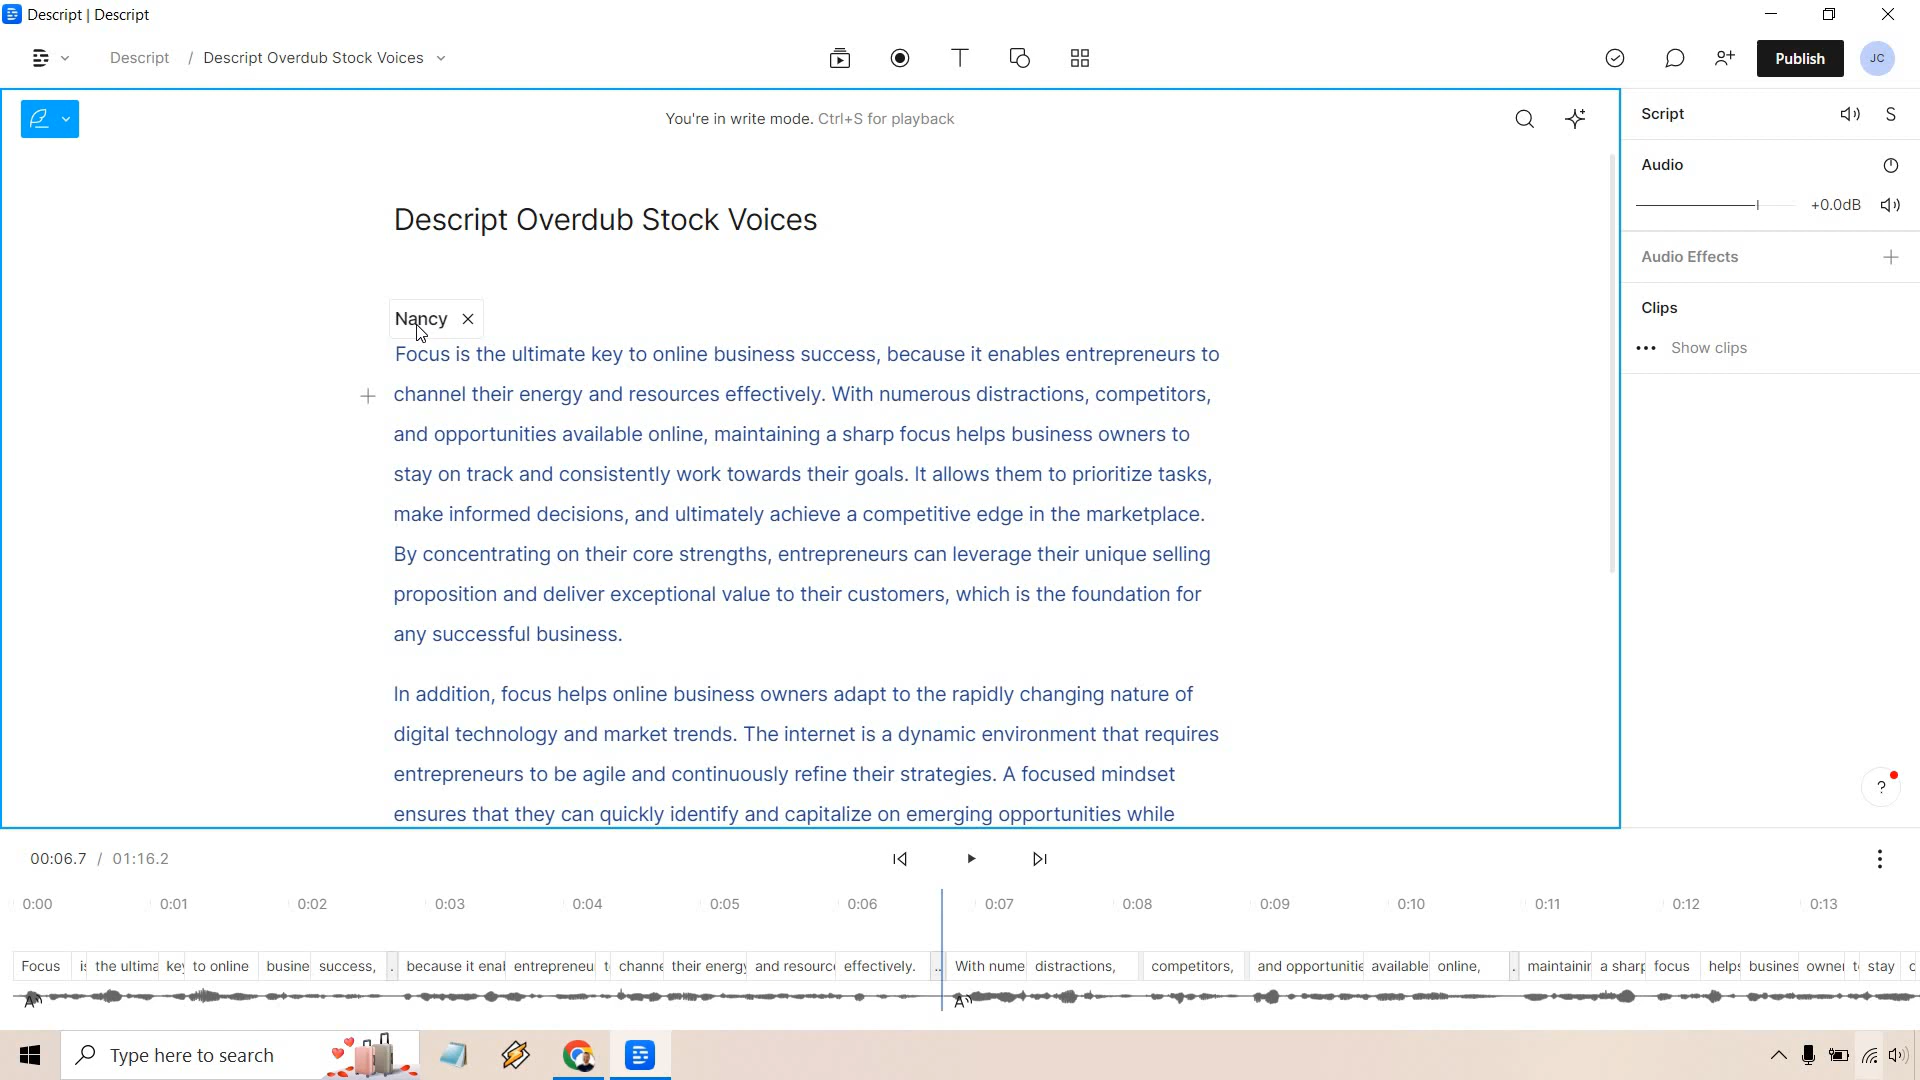 Descript | Descript
Descript / Descript Overdub Stock Voices
Publish
JC
You're in write mode. Ctrl+S for playback
Script
S
Audio
+0.0dB
Audio Effects
Clips
Show clips
Descript Overdub Stock Voices
Nancy
Focus is the ultimate key to online business success, because it enables entrepreneurs to
channel their energy and resources effectively. With numerous distractions, competitors,
and opportunities available online, maintaining a sharp focus helps business owners to
stay on track and consistently work towards their goals. It allows them to prioritize tasks,
make informed decisions, and ultimately achieve a competitive edge in the marketplace.
By concentrating on their core strengths, entrepreneurs can leverage their unique selling
proposition and deliver exceptional value to their customers, which is the foundation for
any successful business.
In addition, focus helps online business owners adapt to the rapidly changing nature of
digital technology and market trends. The internet is a dynamic environment that requires
entrepreneurs to be agile and continuously refine their strategies. A focused mindset
ensures that they can quickly identify and capitalize on emerging opportunities while
?
00:06.7 / 01:16.2
0:00 0:01 0:02 0:03 0:04 0:05 0:06 0:07 0:08 0:09 0:10 0:11 0:12 0:13
Focus the ultima to online busine success, . because it enal entrepreneu channe their energy and resourc effectively. .. With nume distractions, competitors, and opportunitie available online, . maintainin a sharp focus helps busines owner stay
Type here to search